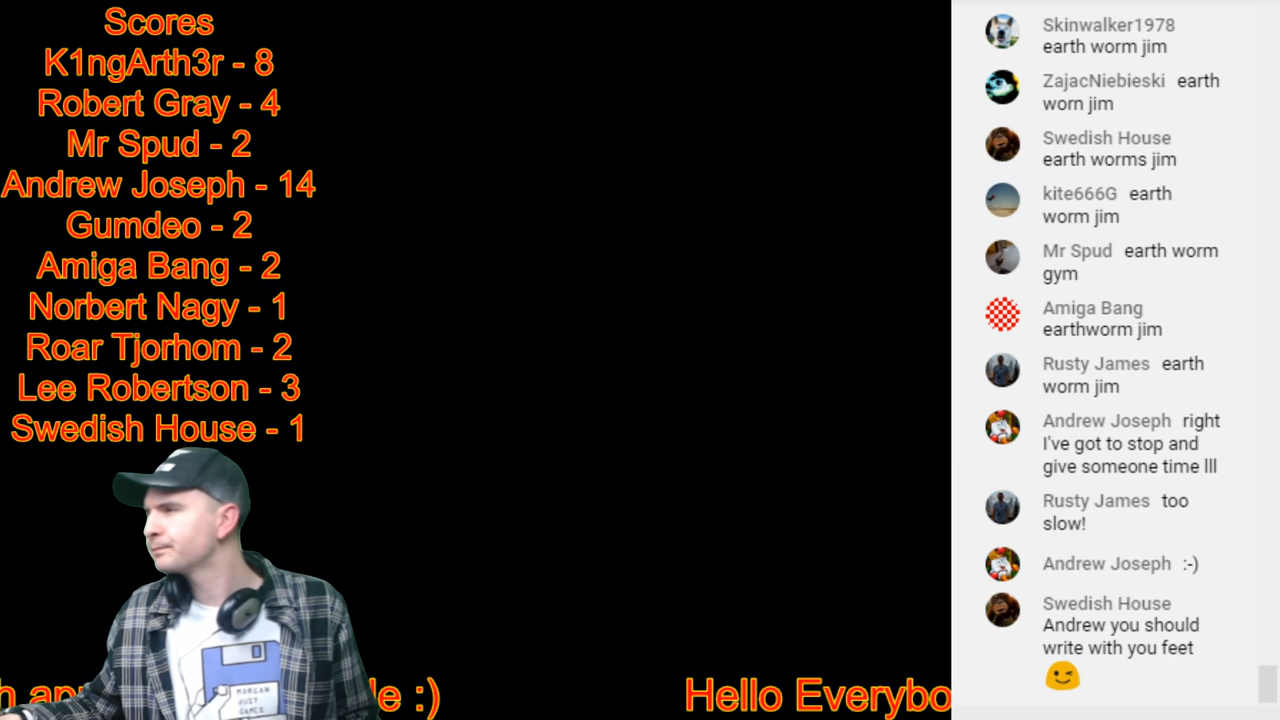 Scores
K1ngArth3r - 8
Robert Gray - 4
Mr Spud - 2
Andrew Joseph - 14
Gumdeo - 2
Amiga Bang - 2
Norbert Nagy - 1
Roar Tjorhom - 2
Lee Robertson - 3
Swedish House - 1
MORGAN
JUST
GAMES
:)
Hello Everybo
Skinwalker1978
earth worm jim
ZajacNiebieski earth
worn jim
Swedish House
earth worms jim
kite666G earth
worm jim
Mr Spud earth worm
gym
Amiga Bang
earthworm jim
Rusty James earth
worm jim
Andrew Joseph right
I've got to stop and
give someone time lll
Rusty James too
slow!
Andrew Joseph :-)
Swedish House
Andrew you should
write with you feet